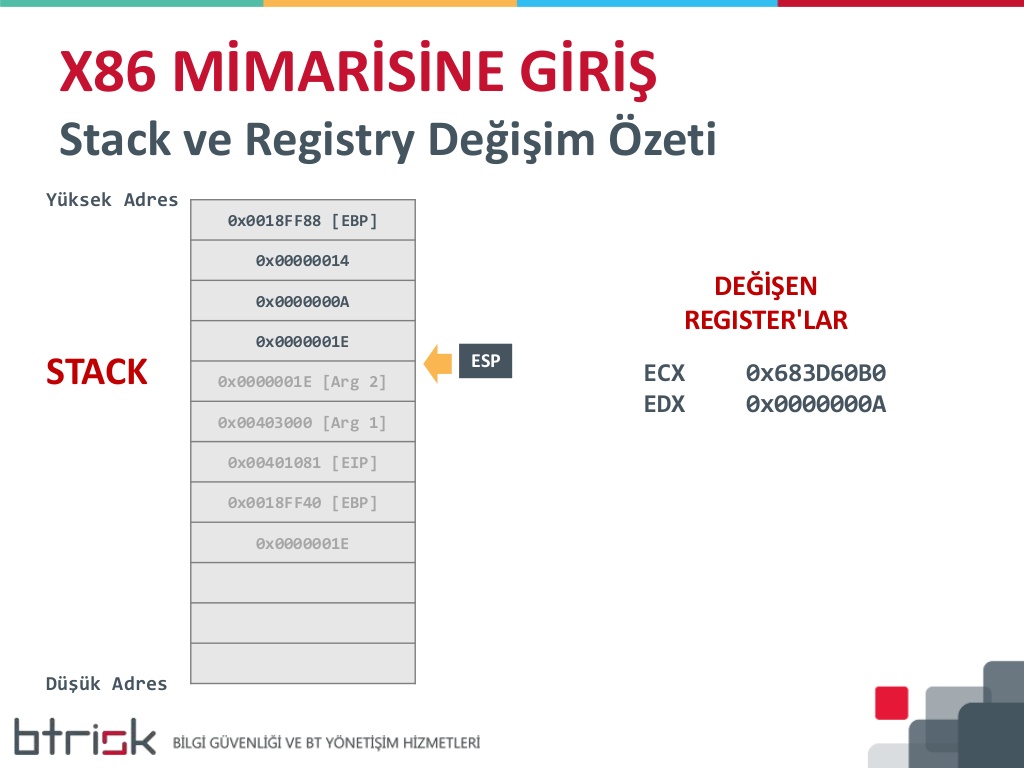 X86 MİMARİSİNE GİRİŞ
Stack ve Registry Değişim Özeti
Yüksek Adres
0x0018FF88 [EBP]
0x00000014
0x0000000A
0x0000001E
0x0000001E [Arg 2]
0x00403000 [Arg 1]
0x00401081 [EIP]
0x0018FF40 [EBP]
0x0000001E
STACK
ESP
Düşük Adres
DEĞİŞEN
REGISTER'LAR
ECX 0x683D60B0
EDX 0x0000000A
btrisk BİLGİ GÜVENLİĞİ VE BT YÖNETİŞİM HİZMETLERİ